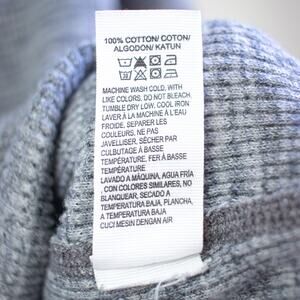 100% COTTON/ COTON/
ALGODON/ KATUN
MACHINE WASH COLD, WITH
LIKE COLORS, DO NOT BLEACH,
TUMBLE DRY LOW, COOL IRON
LAVER À LA MACHINE À L'EAU
FROIDE, SEPARER LES
COULEURS, NE PAS
JAVELLISER, SÉCHER PAR
CULBUTAGE À BASSE
TEMPÉRATURE. FER À BASSE
TEMPÉRATURE
LAVADO A MÁQUINA, AGUA FRÍA
, CON COLORES SIMILARES, NO
BLANQUEAR, SECADO A
TEMPERATURA BAJA, PLANCHA,
A TEMPERATURA BAJA
CUCI MESIN DENGAN AIR